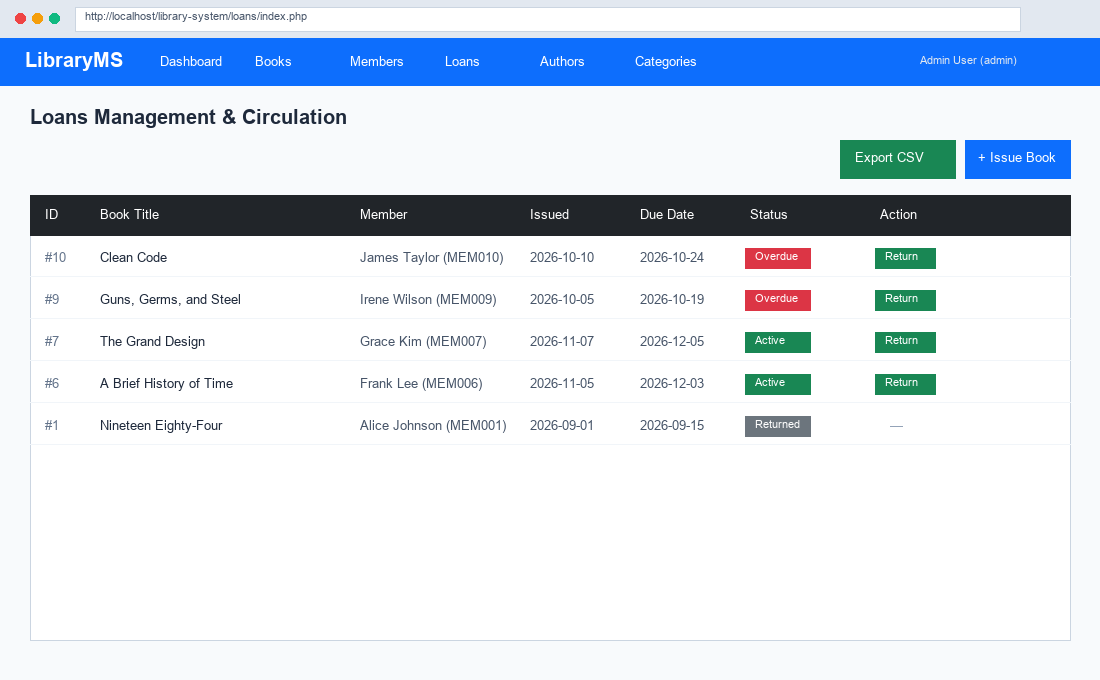 http://localhost/library-system/loans/index.php
LibraryMS Dashboard Books Members Loans Authors Categories Admin User (admin)
Loans Management & Circulation
Export CSV + Issue Book
ID Book Title Member Issued Due Date Status Action
#10 Clean Code James Taylor (MEM010) 2026-10-10 2026-10-24 Overdue Return
#9 Guns, Germs, and Steel Irene Wilson (MEM009) 2026-10-05 2026-10-19 Overdue Return
#7 The Grand Design Grace Kim (MEM007) 2026-11-07 2026-12-05 Active Return
#6 A Brief History of Time Frank Lee (MEM006) 2026-11-05 2026-12-03 Active Return
#1 Nineteen Eighty-Four Alice Johnson (MEM001) 2026-09-01 2026-09-15 Returned —